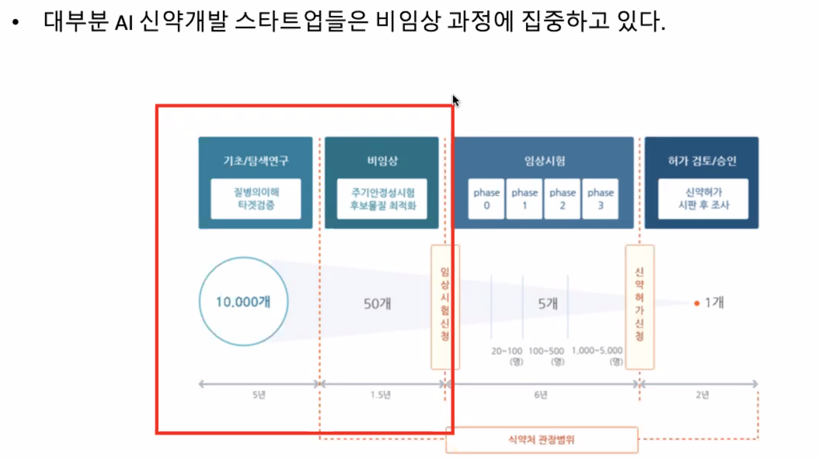 • 대부분 AI 신약개발 스타트업들은 비임상 과정에 집중하고 있다.
기초/탐색연구
질병의이해
타겟검증
비임상
주기안정성시험
후보물질 최적화
임상시험
phase
0
phase
1
phase
2
phase
3
허가 검토/승인
신약허가
시판 후 조사
10,000개
50개
임상시험신청
5개
20~100
(명)
100~500
(명)
1,000~5,000
(명)
신약허가신청
1개
5년
1.5년
6년
2년
식약처 관장범위